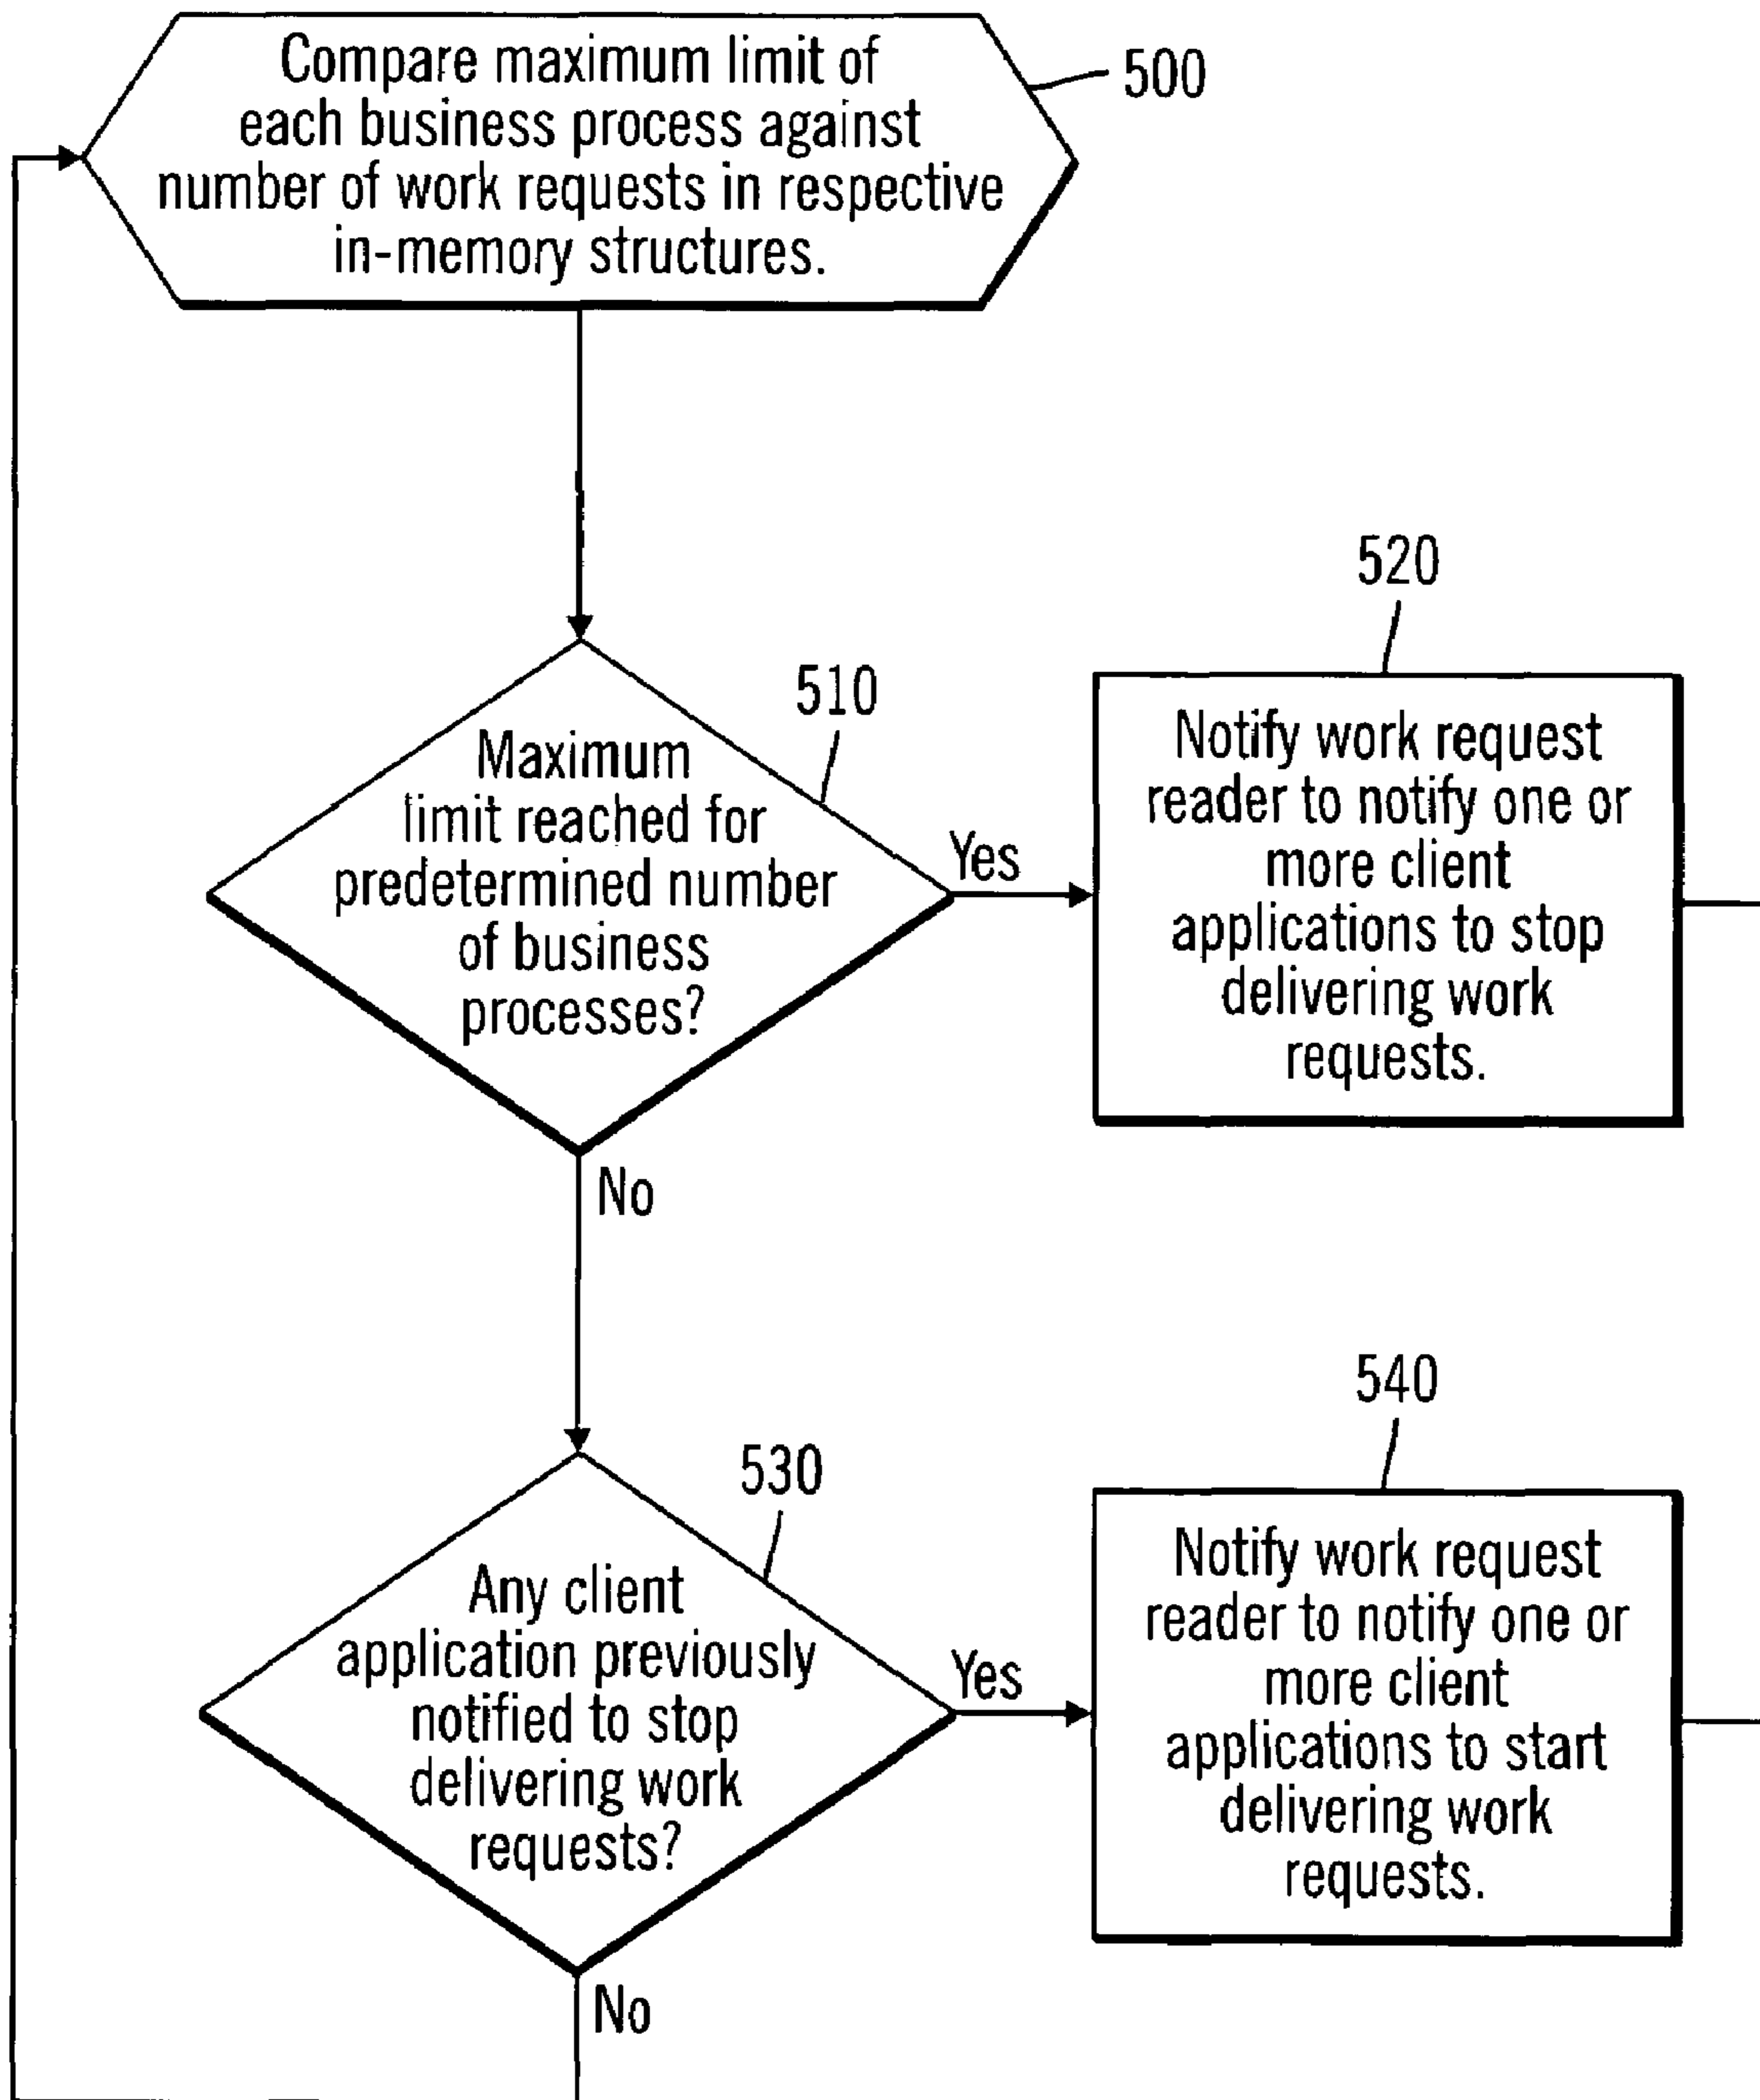 Compare maximum limit of
each business process against
number of work requests in respective
in-memory structures.
500
510
Maximum
limit reached for
predetermined number
of business
processes?
Yes
No
520
Notify work request
reader to notify one or
more client
applications to stop
delivering work
requests.
530
Any client
application previously
notified to stop
delivering work
requests?
Yes
No
540
Notify work request
reader to notify one or
more client
applications to start
delivering work
requests.